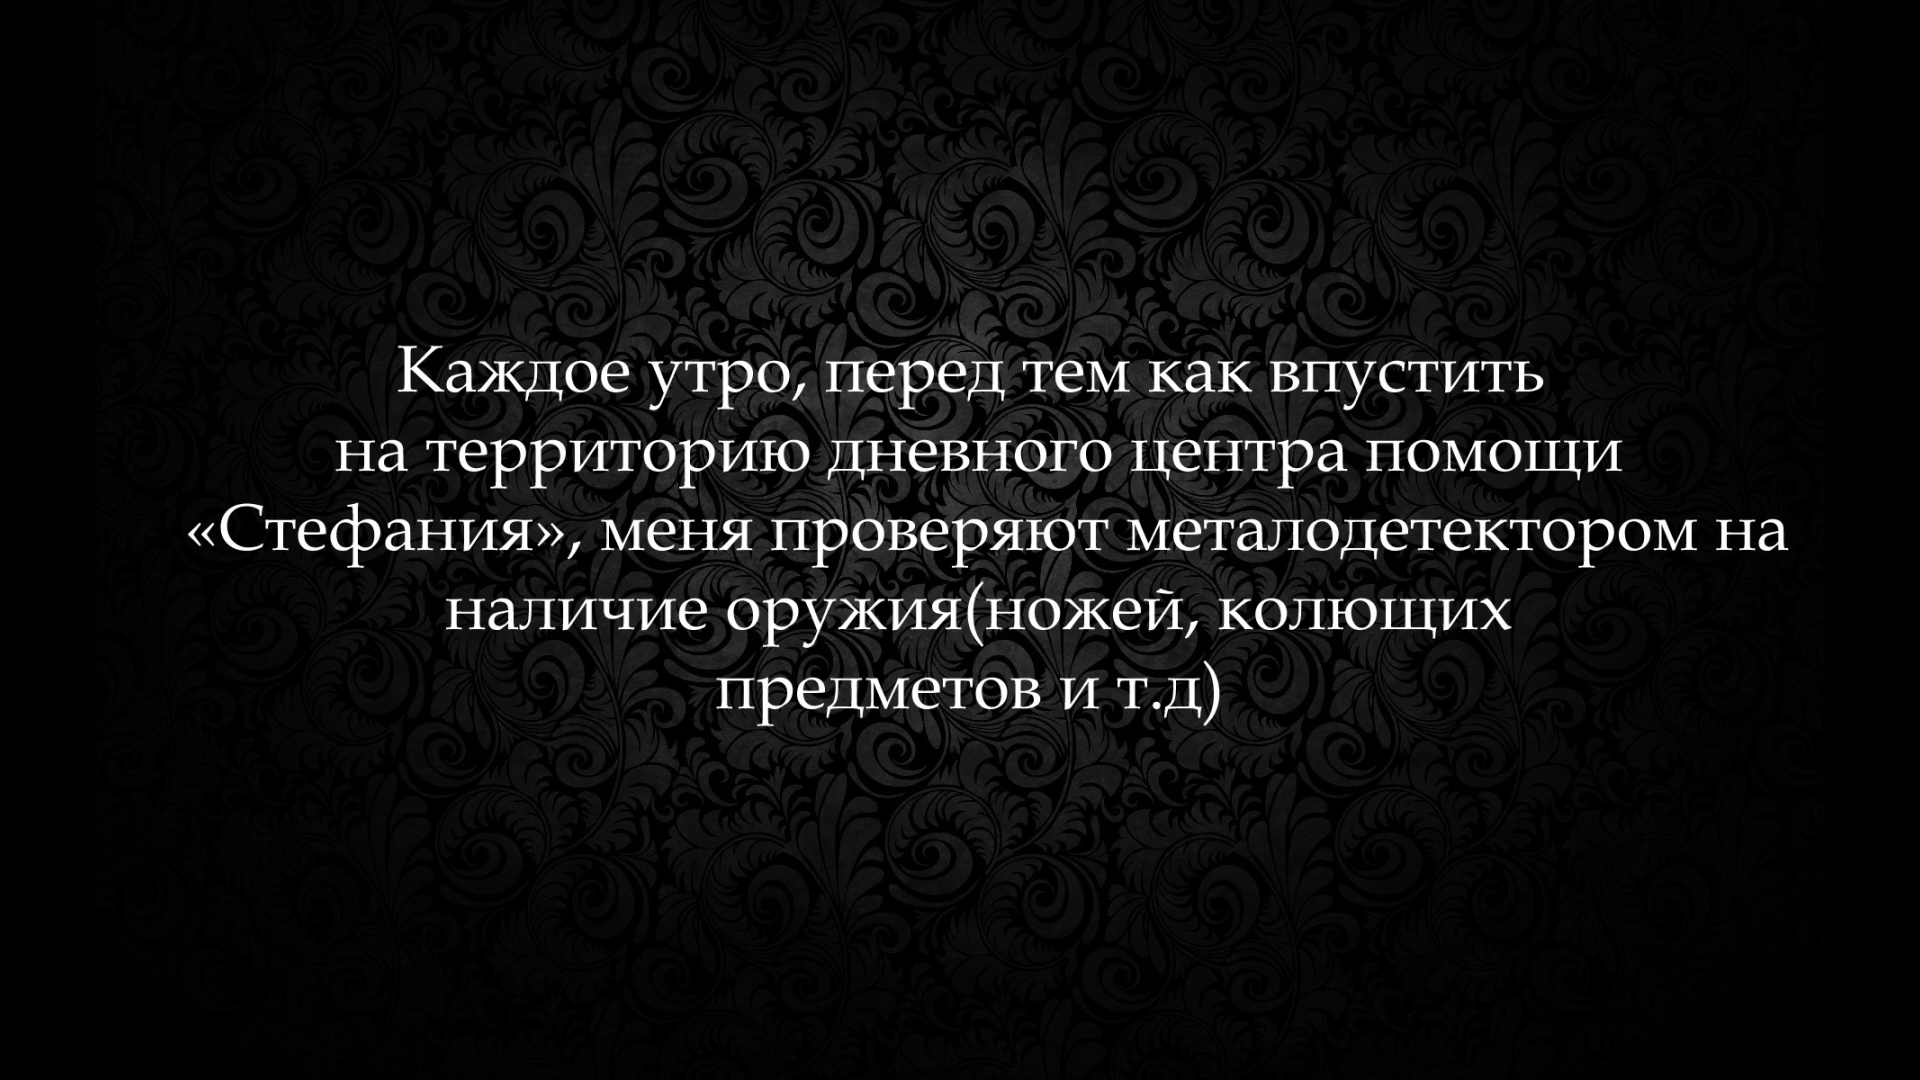 Каждое утро, перед тем как впустить
на территорию дневного центра помощи
«Стефания», меня проверяют металодетектором на
наличие оружия(ножей, колющих
предметов и т.д)